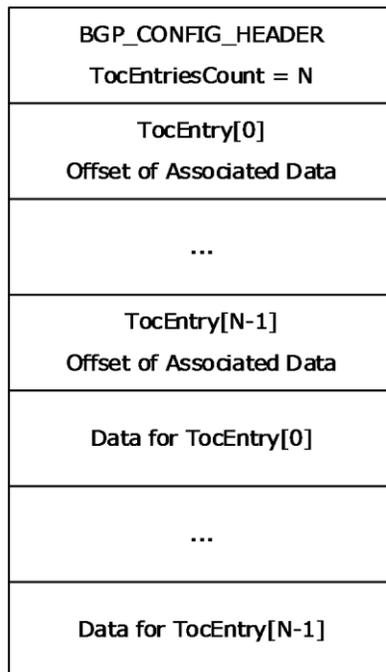 BGP_CONFIG_HEADER
TocEntriesCount = N
TocEntry[0]
Offset of Associated Data
...
TocEntry[N-1]
Offset of Associated Data
Data for TocEntry[0]
...
Data for TocEntry[N-1]